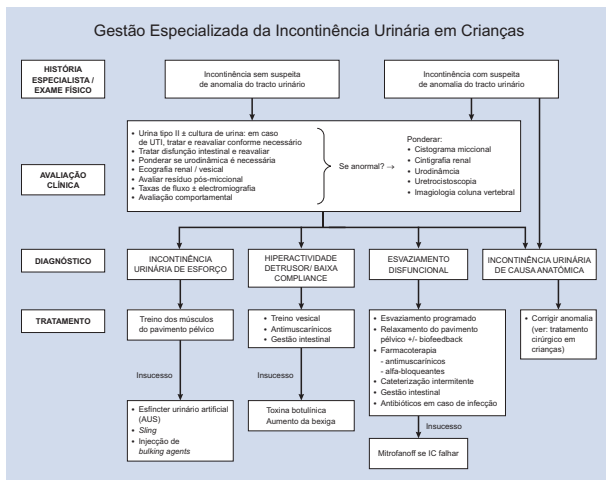 Gestão Especializada da Incontinência Urinária em Crianças
HISTÓRIA
ESPECIALISTA /
EXAME FÍSICO
Incontinência sem suspeita
de anomalia do tracto urinário
Incontinência com suspeita
de anomalia do tracto urinário
AVALIAÇÃO
CLÍNICA
• Urina tipo II ± cultura de urina: em caso
de UTI, tratar e reavaliar conforme necessário
• Tratar disfunção intestinal e reavaliar
• Ponderar se urodinâmica é necessária
• Ecografia renal / vesical
• Avaliar resíduo pós-miccional
• Taxas de fluxo ± electromiografia
• Avaliação comportamental
Se anormal? →
Ponderar:
• Cistograma miccional
• Cintigrafia renal
• Urodinâmcia
• Uretrocistoscopia
• Imagiologia coluna vertebral
DIAGNÓSTICO
INCONTINÊNCIA
URINÁRIA DE ESFORÇO
HIPERACTIVIDADE
DETRUSOR/ BAIXA
COMPLIANCE
ESVAZIAMENTO
DISFUNCIONAL
INCONTINÊNCIA URINÁRIA
DE CAUSA ANATÓMICA
TRATAMENTO
Treino dos músculos
do pavimento pélvico
• Treino vesical
• Antimuscarínicos
• Gestão intestinal
• Esvaziamento programado
• Relaxamento do pavimento
pélvico +/- biofeedback
• Farmacoterapia
- antimuscarínicos
- alfa-bloqueantes
• Cateterização intermitente
• Gestão intestinal
• Antibióticos em caso de infecção
• Corrigir anomalia
(ver: tratamento
cirúrgico em
crianças)
Insucesso
Insucesso
Insucesso
• Esfincter urinário artificial
(AUS)
• Sling
• Injecção de
bulking agents
Toxina botulínica
Aumento da bexiga
Mitrofanoff se IC falhar